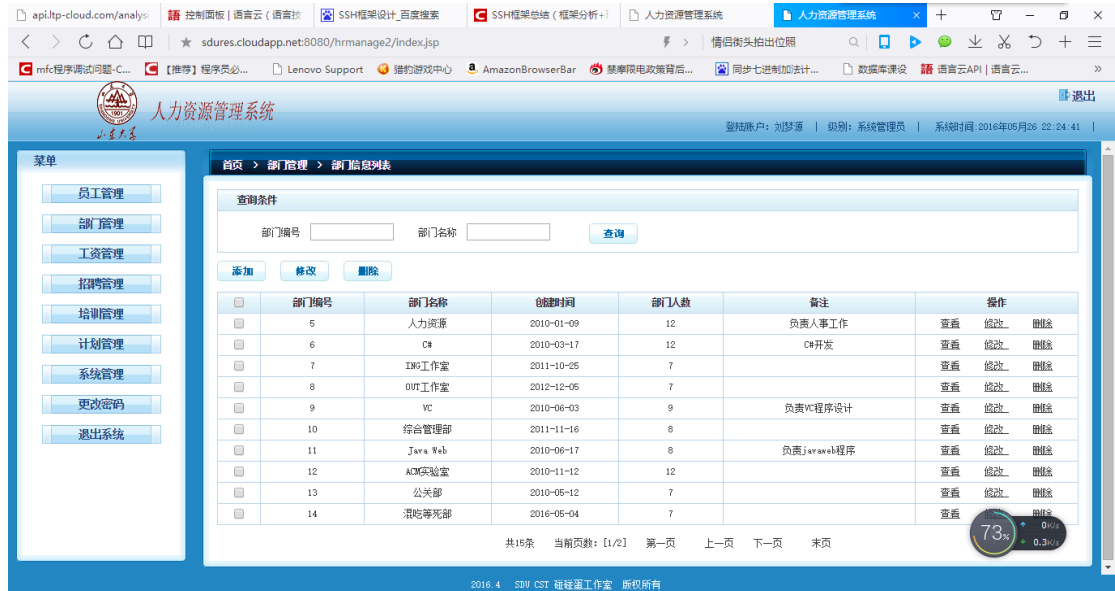 api.ltp-cloud.com/analysi 控制面板 | 语言云 ( 语言技 SSH框架设计_百度搜索 SSH框架总结 ( 框架分析+ 人力资源管理系统 人力资源管理系统
sdures.cloudapp.net:8080/hrmanage2/index.jsp 情侣街头拍出位照
mfc程序调试问题-C... 【推荐】程序员必... Lenovo Support 猎豹游戏中心 AmazonBrowserBar 禁摩限电政策背后... 同步七进制加法计... 数据库课设 语言云API | 语言云...
人力资源管理系统
退出
登陆账户: 刘梦源 | 级别: 系统管理员 | 系统时间:2016年05月26 22:24:41 |
菜单
员工管理
部门管理
工资管理
招聘管理
培训管理
计划管理
系统管理
更改密码
退出系统
首页 > 部门管理 > 部门信息列表
查询条件
部门编号 部门名称 查询
添加 修改 删除
部门编号 部门名称 创建时间 部门人数 备注 操作
5 人力资源 2010-01-09 12 负责人事工作 查看 修改 删除
6 C# 2010-03-17 12 C#开发 查看 修改 删除
7 ING工作室 2011-10-25 7 查看 修改 删除
8 OUT工作室 2012-12-05 7 查看 修改 删除
9 VC 2010-06-03 9 负责VC程序设计 查看 修改 删除
10 综合管理部 2011-11-16 8 查看 修改 删除
11 Java Web 2010-06-17 8 负责javaweb程序 查看 修改 删除
12 ACM实验室 2010-11-12 12 查看 修改 删除
13 公关部 2010-05-12 7 查看 修改 删除
14 混吃等死部 2016-05-04 7 查看 修改 删除
共15条 当前页数: [1/2] 第一页 上一页 下一页 末页
73%
0K/s
0.3K/s
2016.4 SDU CST 碰碰蛋工作室 版权所有